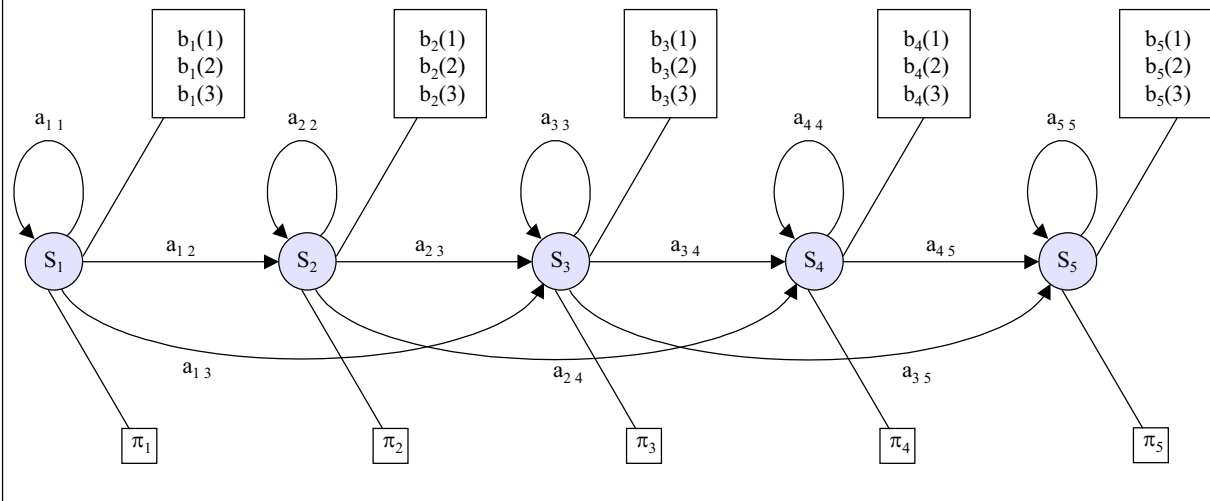 b₁(1)
b₁(2)
b₁(3)
b₂(1)
b₂(2)
b₂(3)
b₃(1)
b₃(2)
b₃(3)
b₄(1)
b₄(2)
b₄(3)
b₅(1)
b₅(2)
b₅(3)
a₁ ₁
a₂ ₂
a₃ ₃
a₄ ₄
a₅ ₅
S₁
a₁ ₂
S₂
a₂ ₃
S₃
a₃ ₄
S₄
a₄ ₅
S₅
a₁ ₃
a₂ ₄
a₃ ₅
π₁
π₂
π₃
π₄
π₅